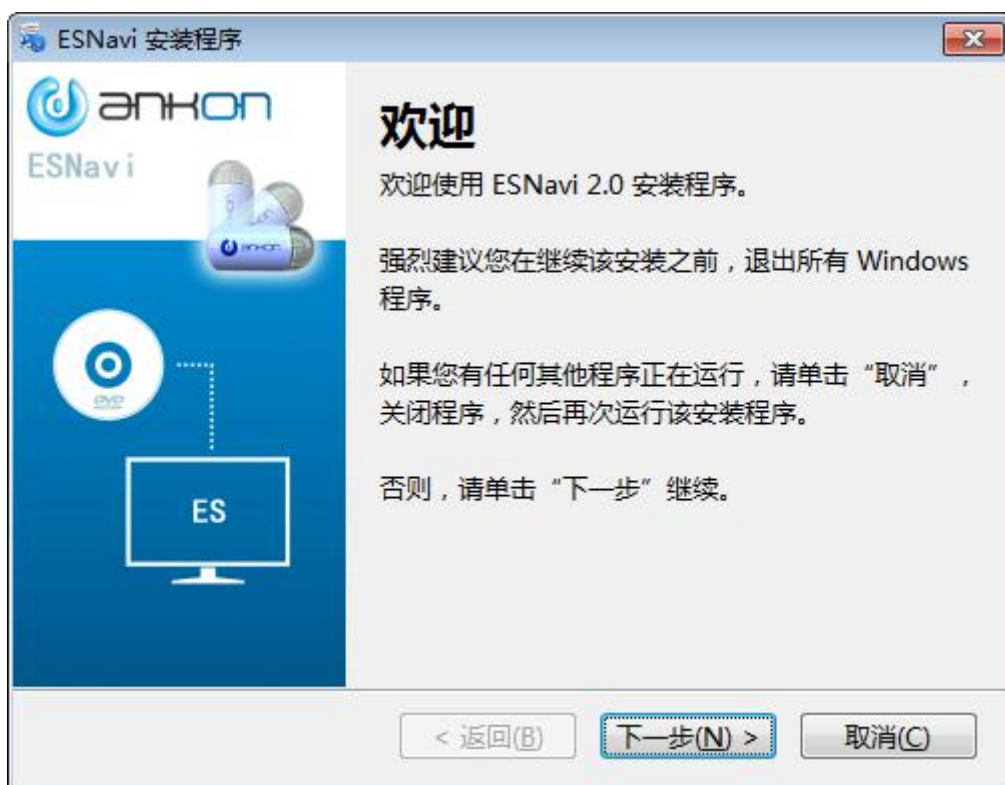 ESNavi 安装程序
ankon
ESNavi
ankon
DVD
ES
欢迎
欢迎使用 ESNavi 2.0 安装程序。
强烈建议您在继续该安装之前，退出所有 Windows
程序。
如果您有任何其他程序正在运行，请单击“取消”，
关闭程序，然后再次运行该安装程序。
否则，请单击“下一步”继续。
< 返回(B)
下一步(N) >
取消(C)